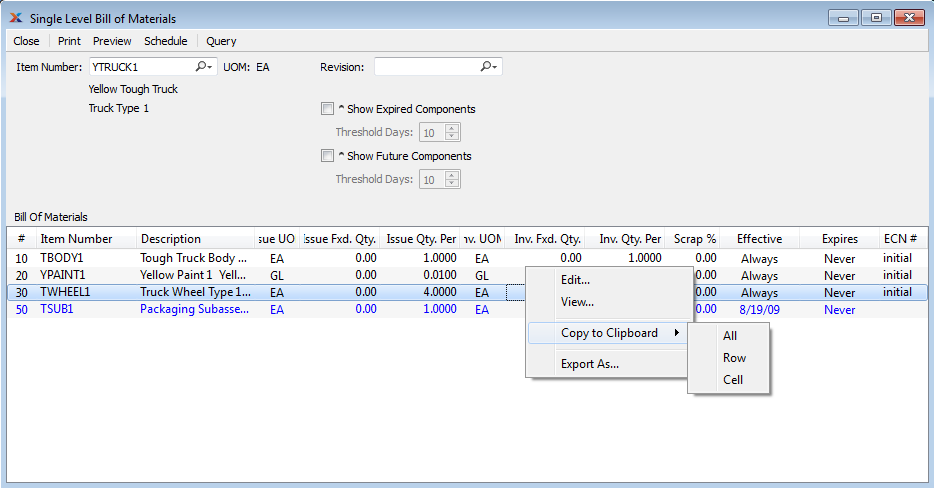 Single Level Bill of Materials
Close Print Preview Schedule Query
Item Number: YTRUCK1 UOM: EA Revision:
Yellow Tough Truck
Truck Type 1
^ Show Expired Components
Threshold Days: 10
^ Show Future Components
Threshold Days: 10
Bill Of Materials
# Item Number Description sue UO Issue Fxd. Qty. Issue Qty. Per nv. UOM Inv. Fxd. Qty. Inv. Qty. Per Scrap % Effective Expires ECN #
10 TBODY1 Tough Truck Body ... EA 0.00 1.0000 EA 0.00 1.0000 0.00 Always Never initial
20 YPAINT1 Yellow Paint 1 Yell... GL 0.00 0.0100 GL 0.00 Always Never initial
30 TWHEEL1 Truck Wheel Type 1... EA 0.00 4.0000 EA 0.00 Always Never initial
50 TSUB1 Packaging Subasse... EA 0.00 1.0000 EA 0.00 8/19/09 Never
Edit...
View...
Copy to Clipboard
Export As...
All
Row
Cell